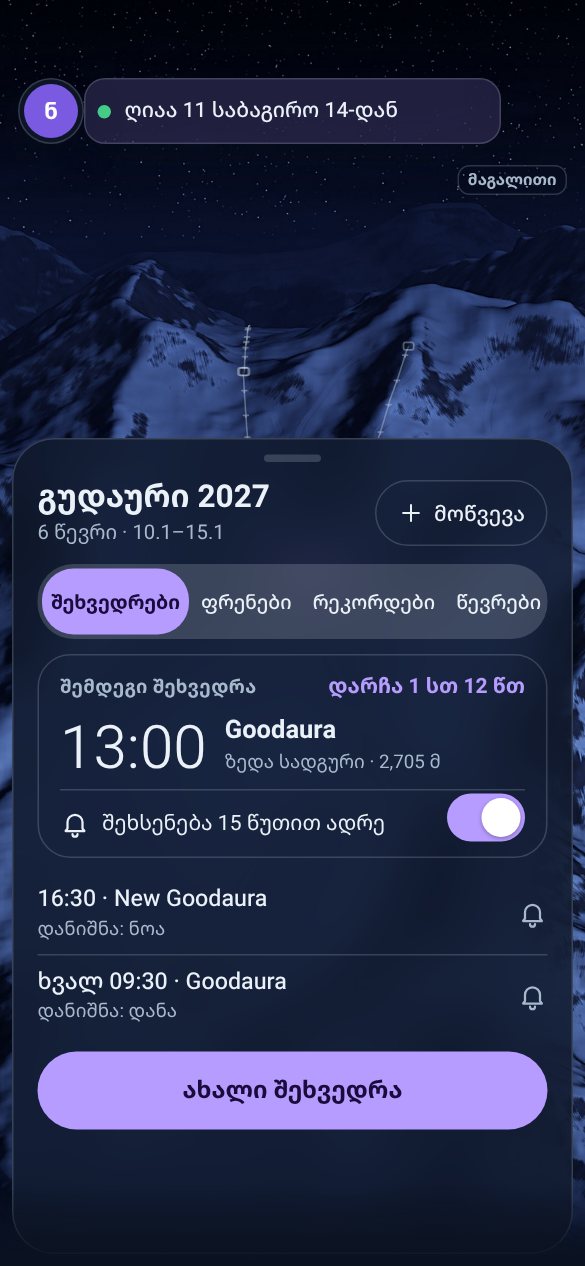 ნ
ღიაა 11 საბაგირო 14-დან
მაგალითი
გუდაური 2027
6 წევრი · 10.1–15.1
+ მოწვევა
შეხვედრები ფრენები რეკორდები წევრები
შემდეგი შეხვედრა
დარჩა 1 სთ 12 წთ
13:00
Goodaura
ზედა სადგური · 2,705 მ
შეხსენება 15 წუთით ადრე
16:30 · New Goodaura
დანიშნა: ნოა
ხვალ 09:30 · Goodaura
დანიშნა: დანა
ახალი შეხვედრა